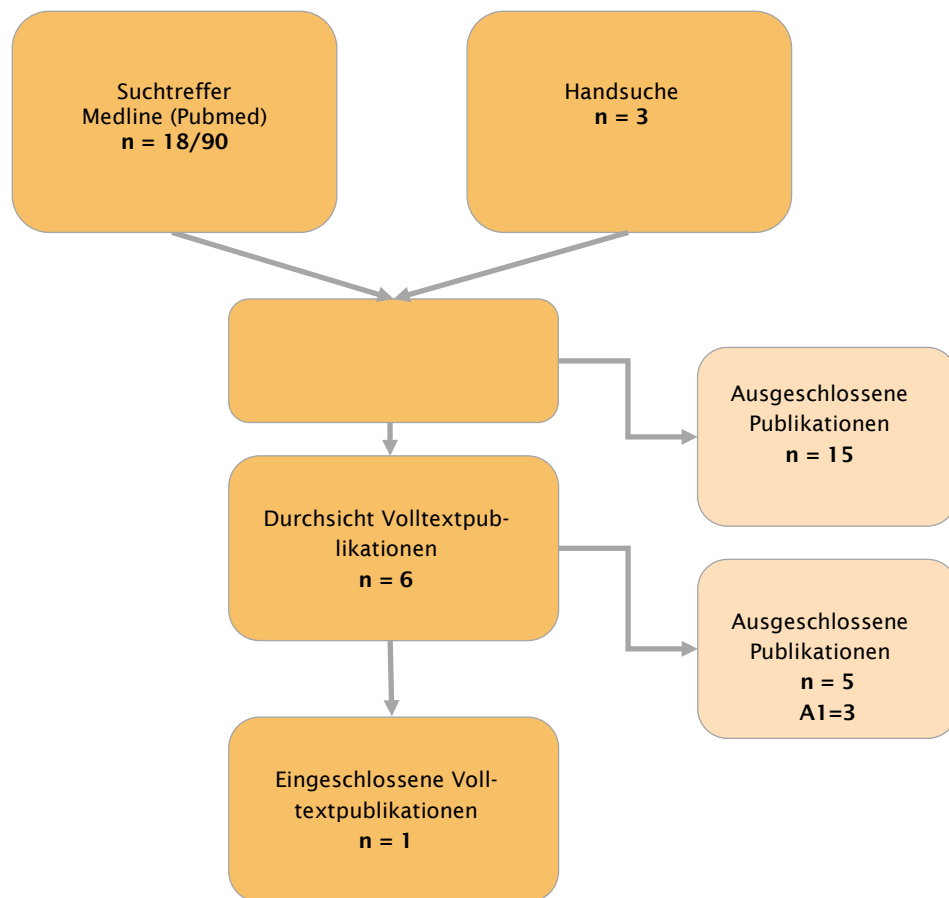 Suchtreffer
Medline (Pubmed)
n = 18/90
Handsuche
n = 3
Ausgeschlossene
Publikationen
n = 15
Durchsicht Volltextpub-
likationen
n = 6
Ausgeschlossene
Publikationen
n = 5
A1=3
Eingeschlossene Voll-
textpublikationen
n = 1